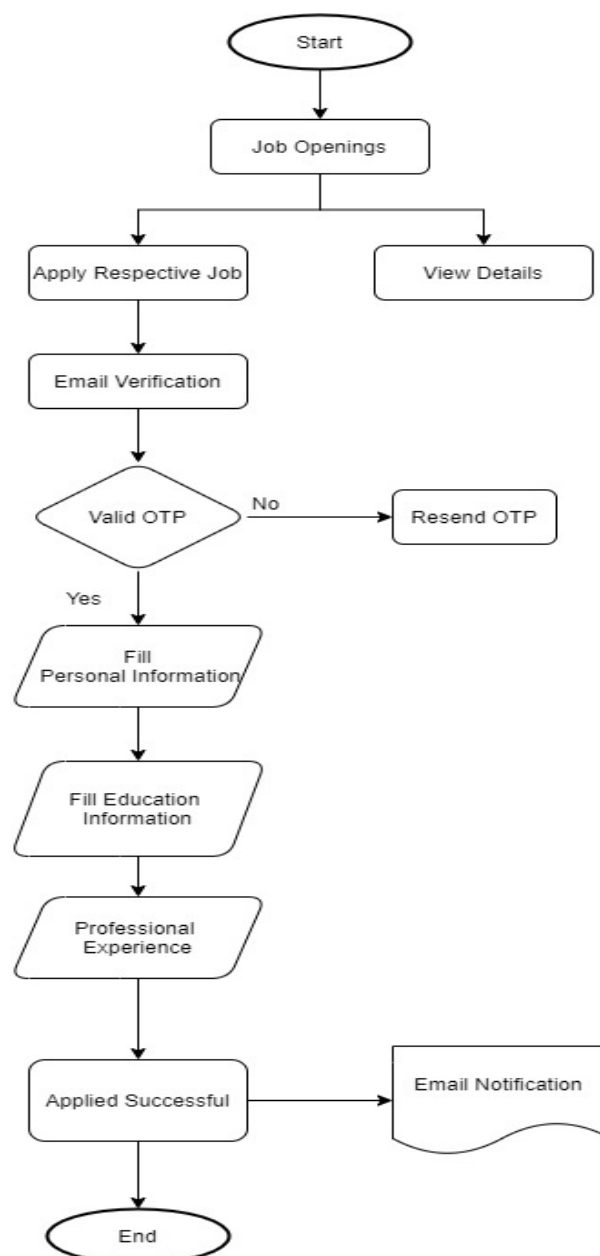 Start
Job Openings
Apply Respective Job
View Details
Email Verification
Valid OTP
No
Resend OTP
Yes
Fill
Personal Information
Fill Education
Information
Professional
Experience
Applied Successful
Email Notification
End